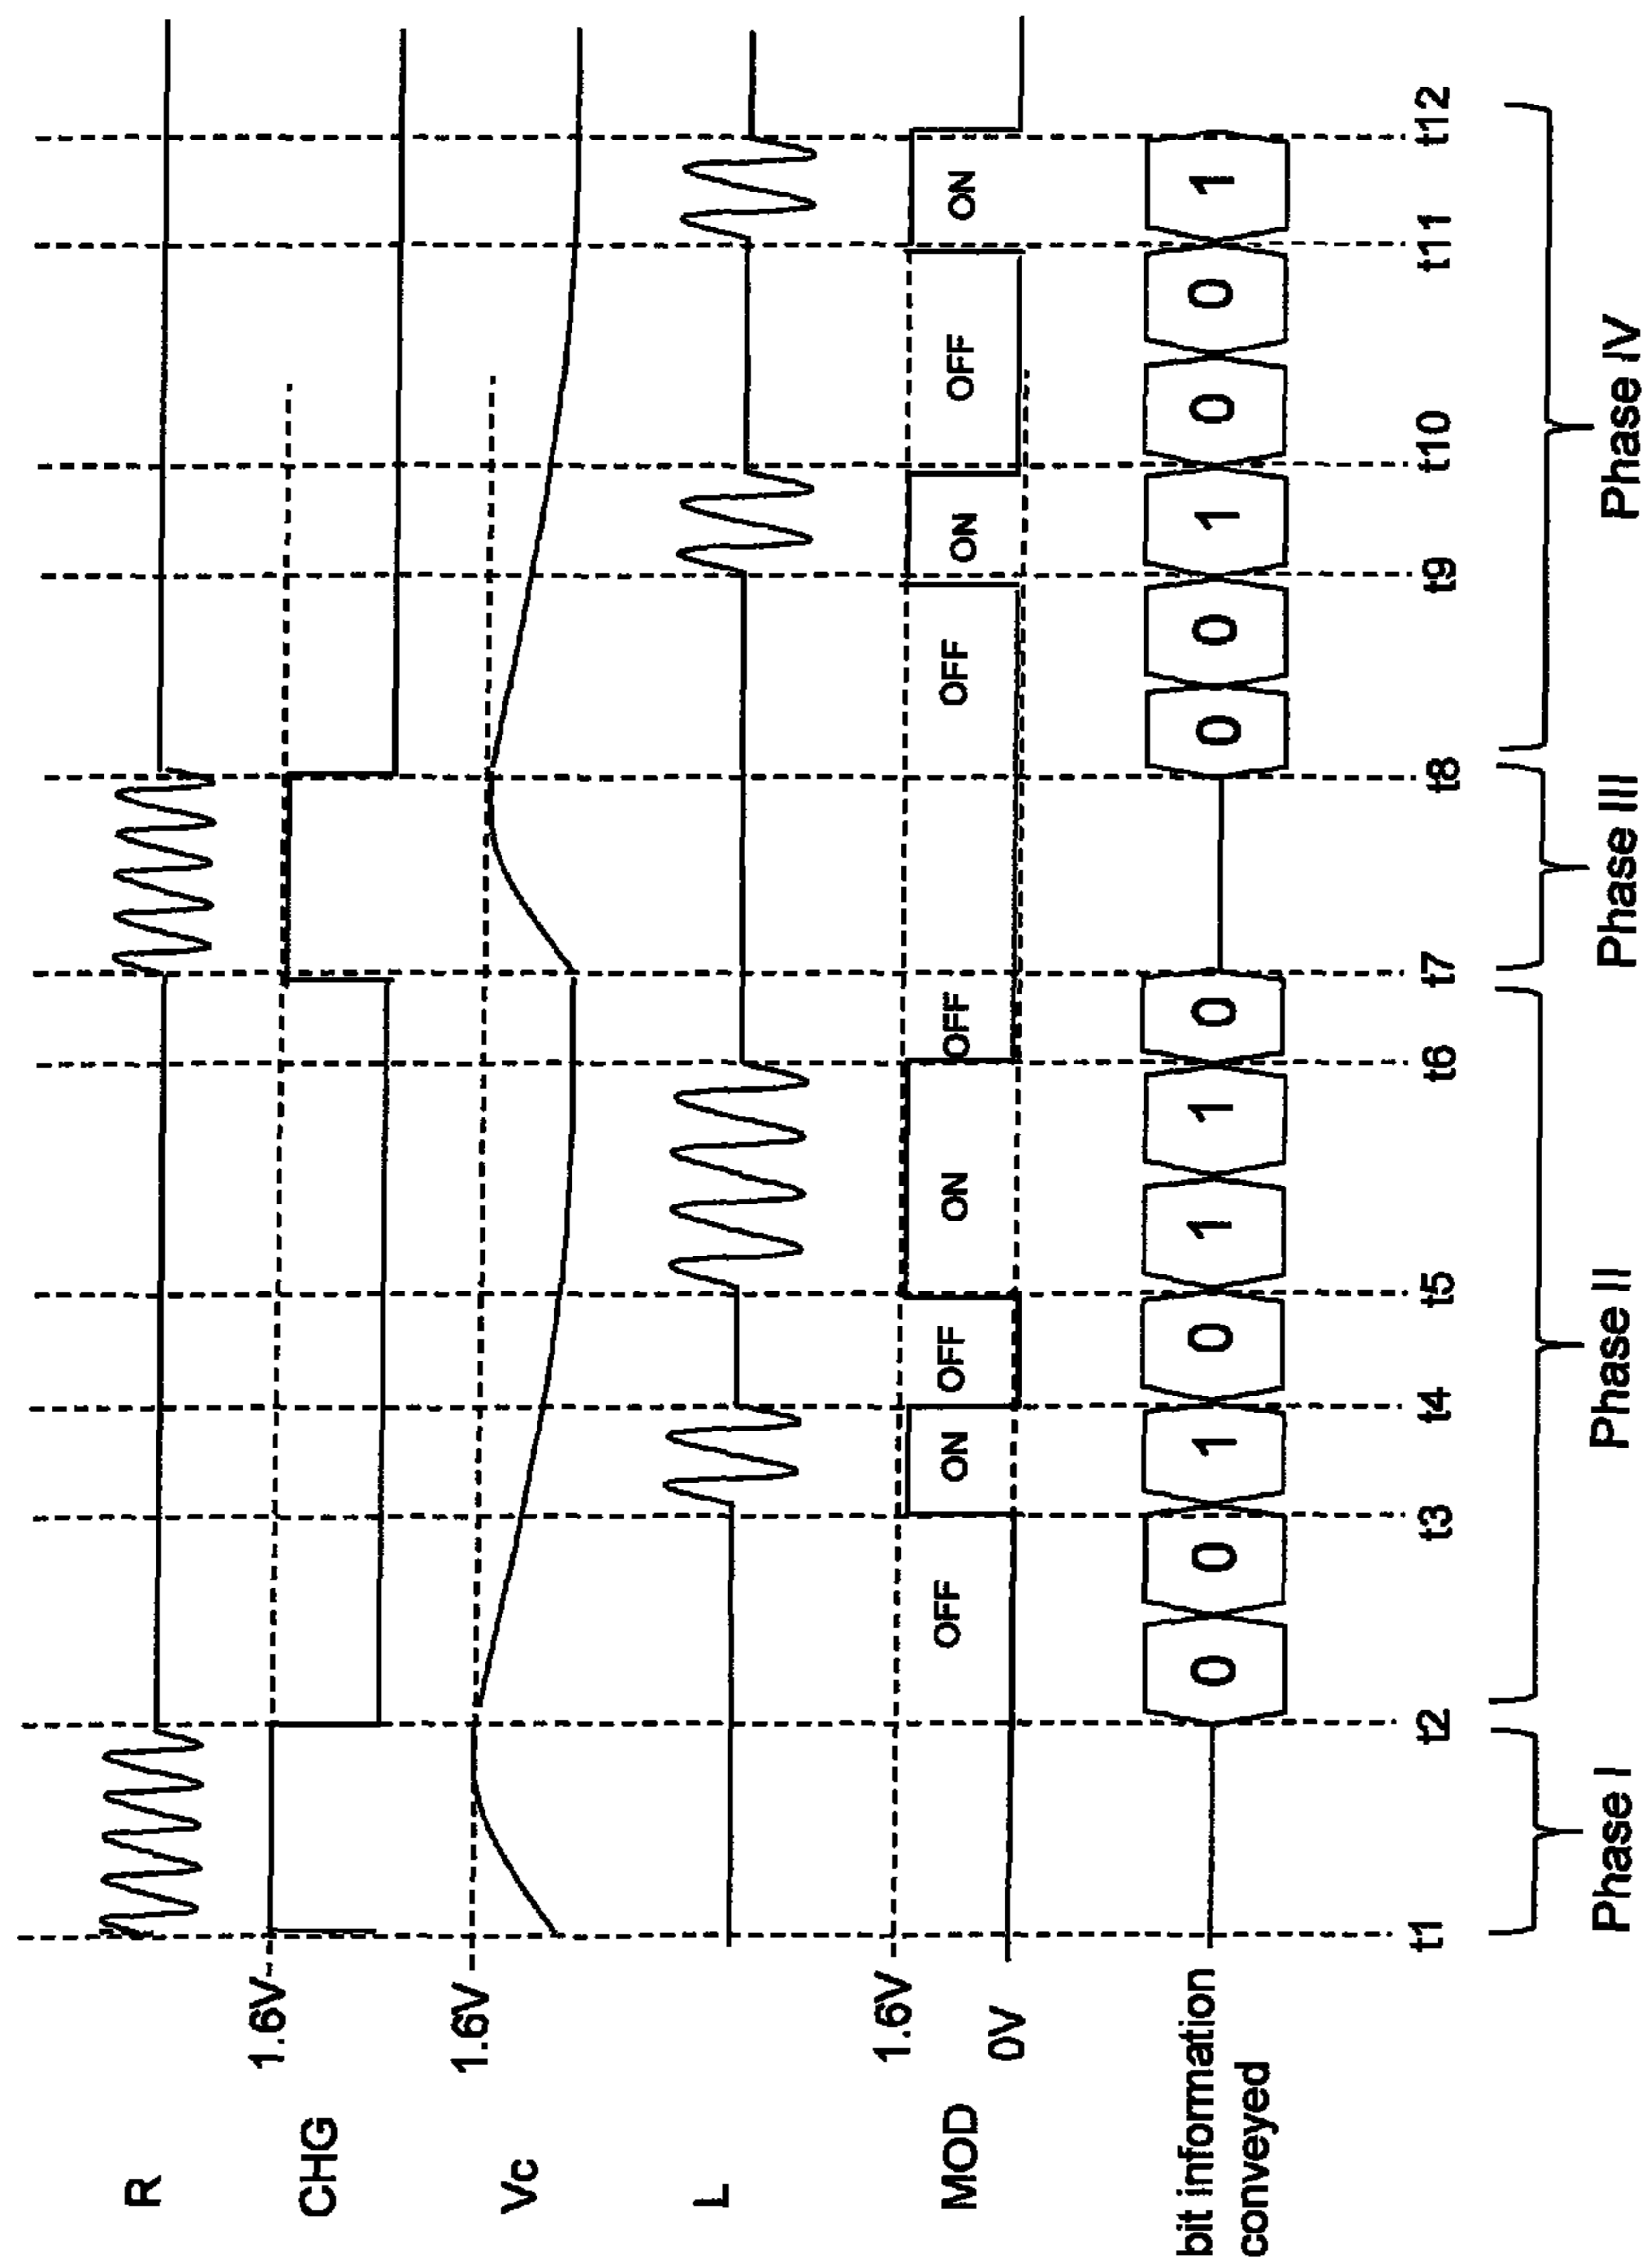 R
CHG
1.6V
Vc
1.6V
L
MOD
1.6V
0V
OFF
ON
OFF
ON
OFF
OFF
ON
OFF
ON
bit information
conveyed
0
0
1
0
1
1
0
0
0
1
0
0
1
t1
t2
t3
t4
t5
t6
t7
t8
t9
t10
t11
t12
Phase I
Phase II
Phase III
Phase IV